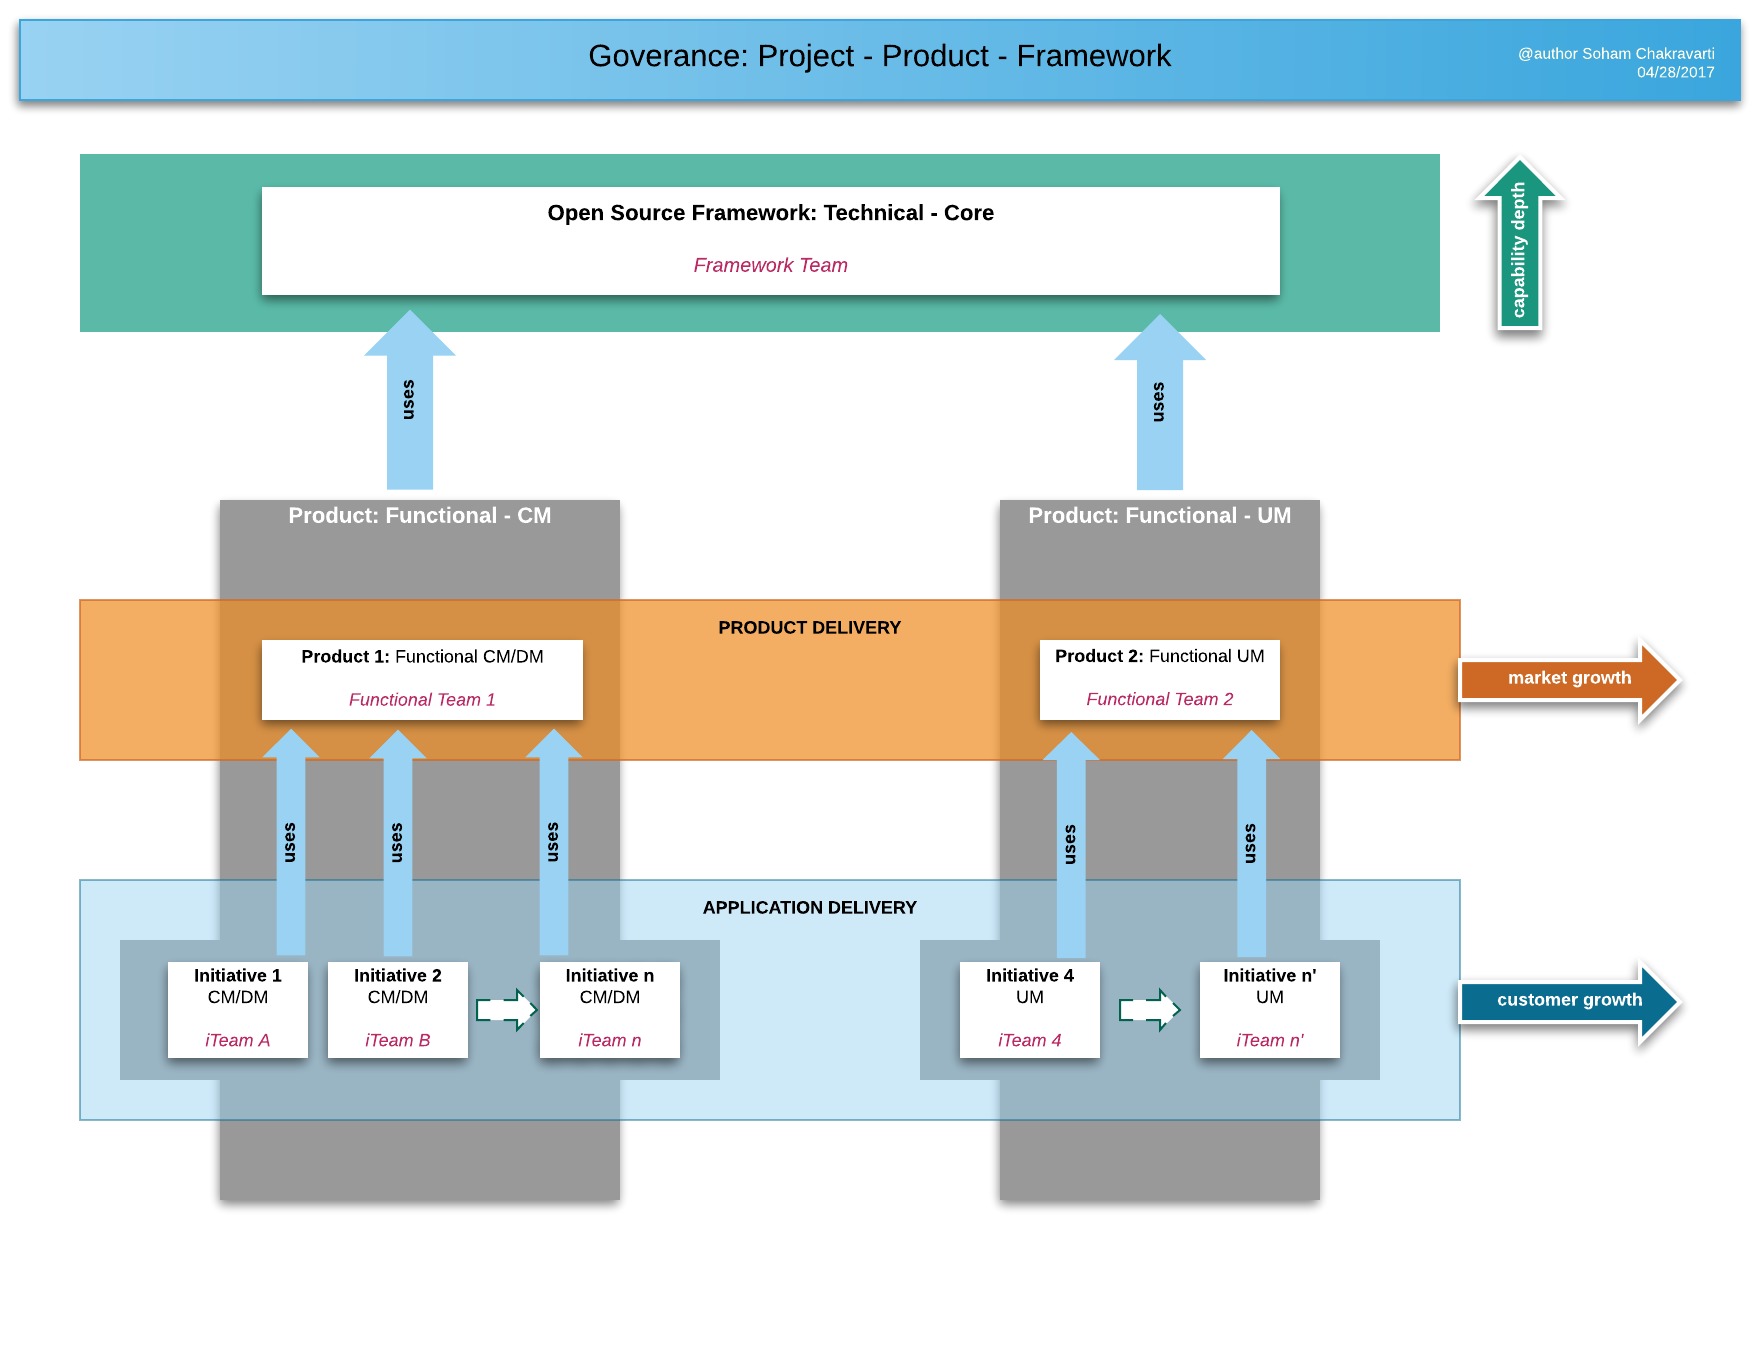 Goverance: Project - Product - Framework
@author Soham Chakravarti
04/28/2017
Open Source Framework: Technical - Core
Framework Team
capability depth
uses
uses
Product: Functional - CM
Product: Functional - UM
PRODUCT DELIVERY
Product 1: Functional CM/DM
Functional Team 1
Product 2: Functional UM
Functional Team 2
market growth
uses
uses
uses
uses
uses
APPLICATION DELIVERY
Initiative 1
CM/DM
iTeam A
Initiative 2
CM/DM
iTeam B
Initiative n
CM/DM
iTeam n
Initiative 4
UM
iTeam 4
Initiative n'
UM
iTeam n'
customer growth